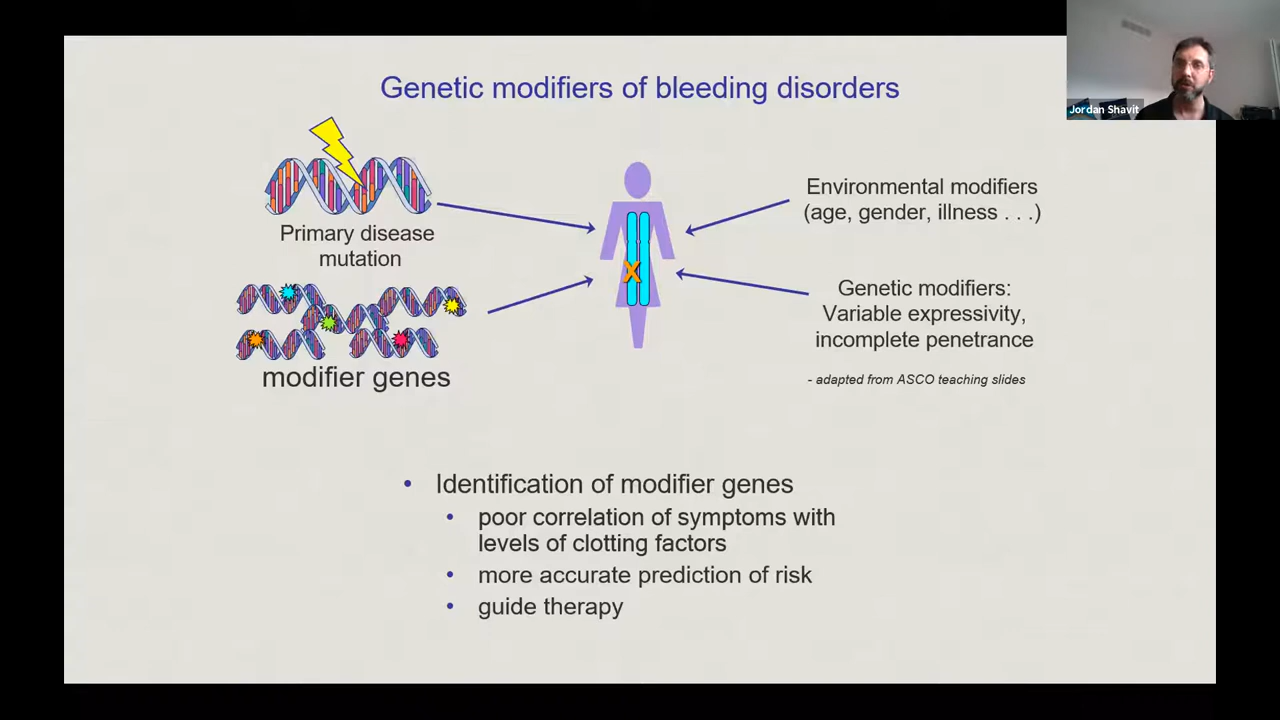 Genetic modifiers of bleeding disorders
Jordan Shavit
Primary disease
mutation
modifier genes
Environmental modifiers
(age, gender, illness . . .)
Genetic modifiers:
Variable expressivity,
incomplete penetrance
- adapted from ASCO teaching slides
X
• Identification of modifier genes
• poor correlation of symptoms with
levels of clotting factors
• more accurate prediction of risk
• guide therapy